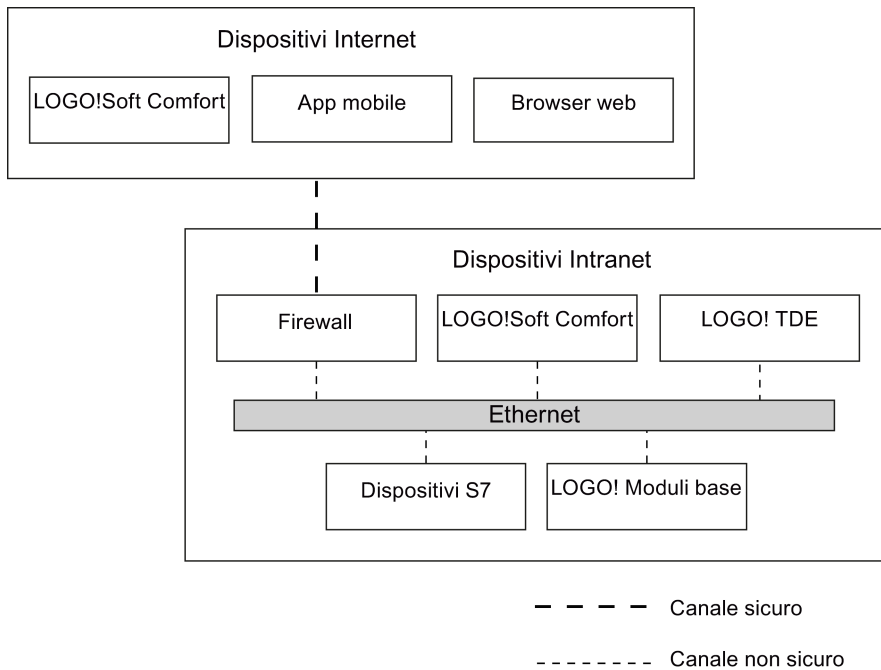 Dispositivi Internet
LOGO!Soft Comfort
App mobile
Browser web
Dispositivi Intranet
Firewall
LOGO!Soft Comfort
LOGO! TDE
Ethernet
Dispositivi S7
LOGO! Moduli base
Canale sicuro
Canale non sicuro